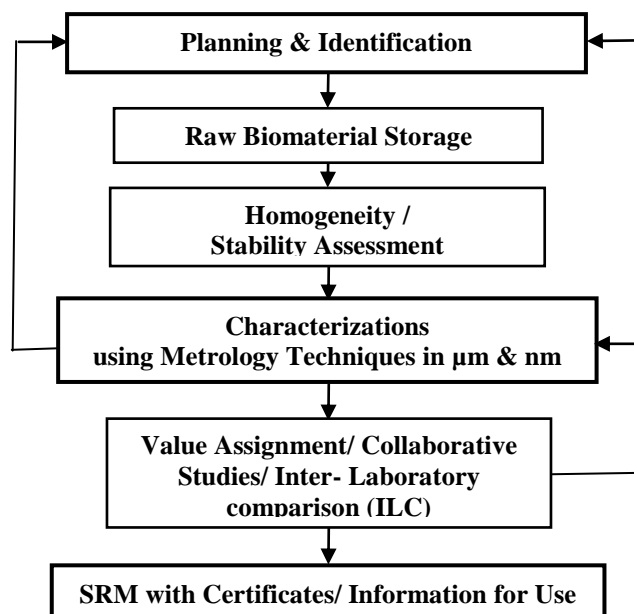 Planning & Identification
Raw Biomaterial Storage
Homogeneity /
Stability Assessment
Characterizations
using Metrology Techniques in µm & nm
Value Assignment/ Collaborative
Studies/ Inter- Laboratory
comparison (ILC)
SRM with Certificates/ Information for Use